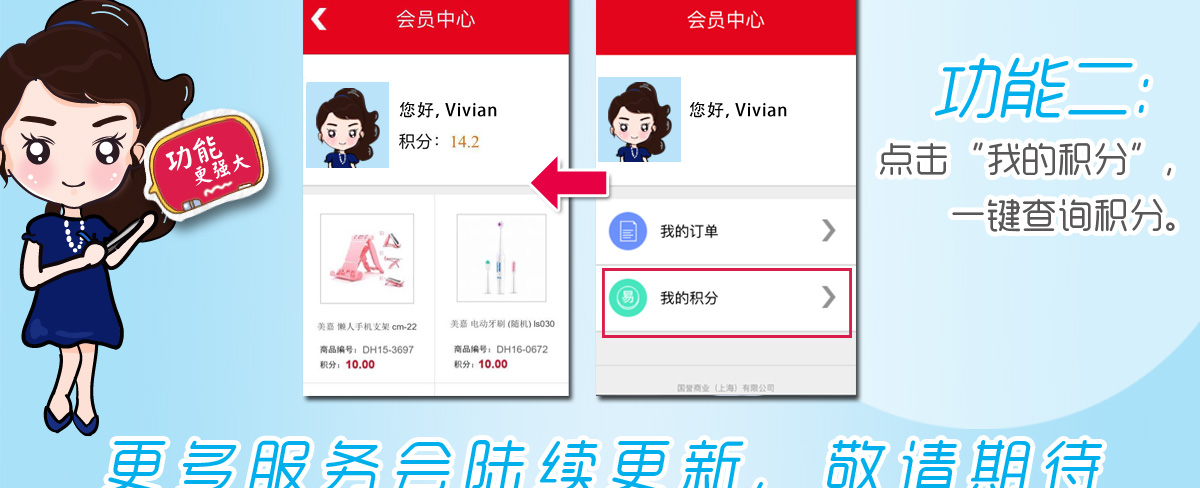 功能
更强大
会员中心
您好, Vivian
积分：14.2
美嘉 懒人手机支架 cm-22
商品编号：DH15-3697
积分：10.00
美嘉 电动牙刷 (随机) ls030
商品编号：DH16-0672
积分：10.00
会员中心
您好, Vivian
我的订单
易
我的积分
国誉商业（上海）有限公司
功能二：
点击“我的积分”，
一键查询积分。
更多服务会陆续更新，敬请期待